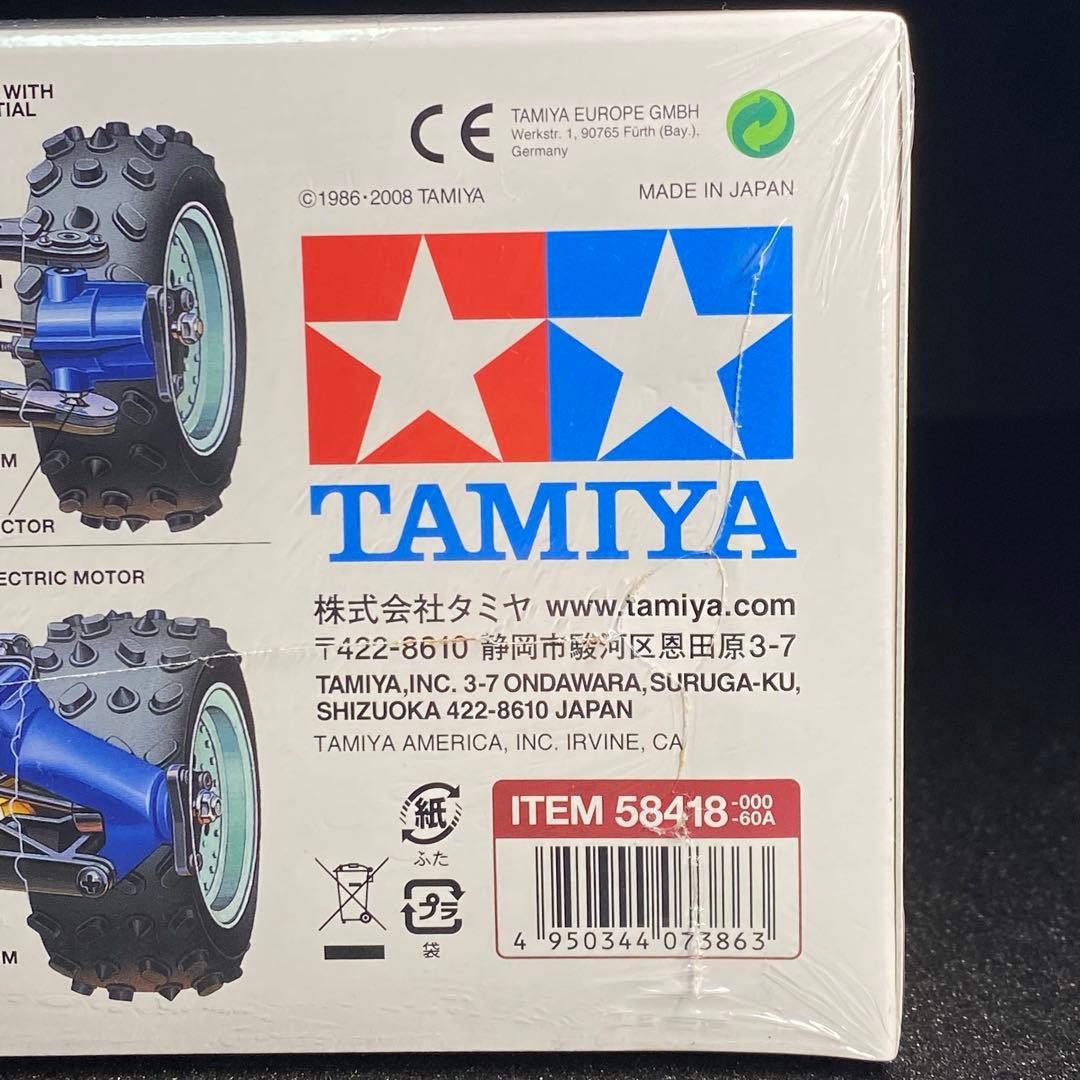 WITH
TIAL
CE
TAMIYA EUROPE GMBH
Werkstr. 1, 90765 Fürth (Bay.),
Germany
©1986・2008 TAMIYA
MADE IN JAPAN
TAMIYA
M
CTOR
ECTRIC MOTOR
株式会社タミヤ www.tamiya.com
〒422-8610 静岡市駿河区恩田原3-7
TAMIYA,INC. 3-7 ONDAWARA,SURUGA-KU,
SHIZUOKA 422-8610 JAPAN
TAMIYA AMERICA, INC. IRVINE, CA
紙
ふた
プラ
袋
ITEM 58418-000
-60A
4 950344 073863
M